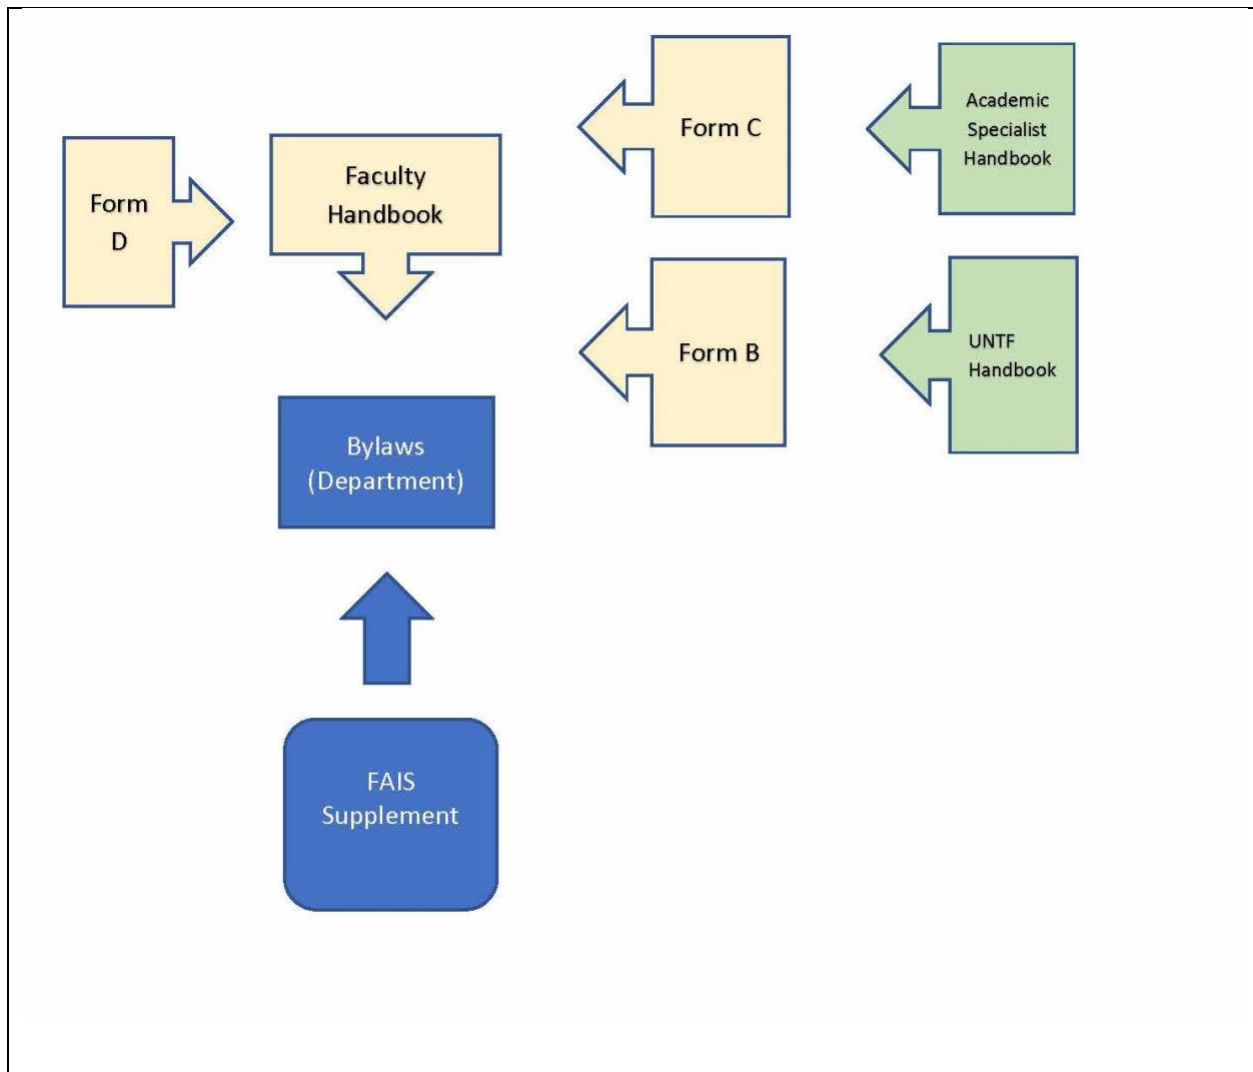 Form
D
Faculty
Handbook
Form C
Academic
Specialist
Handbook
Form B
UNTF
Handbook
Bylaws
(Department)
FAIS
Supplement